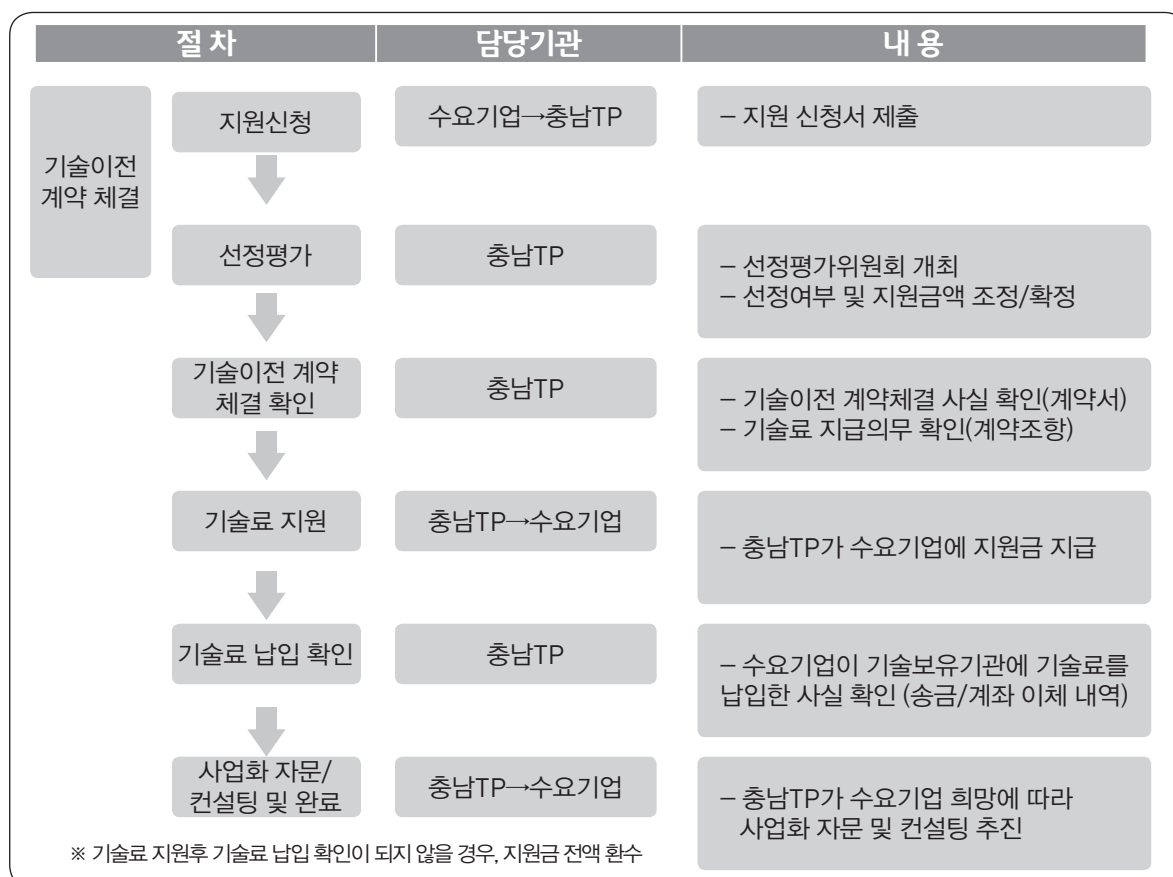 절 차 담당기관 내 용
기술이전
계약 체결
지원신청
수요기업→충남TP
– 지원 신청서 제출
선정평가
충남TP
– 선정평가위원회 개최
– 선정여부 및 지원금액 조정/확정
기술이전 계약
체결 확인
충남TP
– 기술이전 계약체결 사실 확인(계약서)
– 기술료 지급의무 확인(계약조항)
기술료 지원
충남TP→수요기업
– 충남TP가 수요기업에 지원금 지급
기술료 납입 확인
충남TP
– 수요기업이 기술보유기관에 기술료를
납입한 사실 확인 (송금/계좌 이체 내역)
사업화 자문/
컨설팅 및 완료
충남TP→수요기업
– 충남TP가 수요기업 희망에 따라
사업화 자문 및 컨설팅 추진
※ 기술료 지원후 기술료 납입 확인이 되지 않을 경우, 지원금 전액 환수